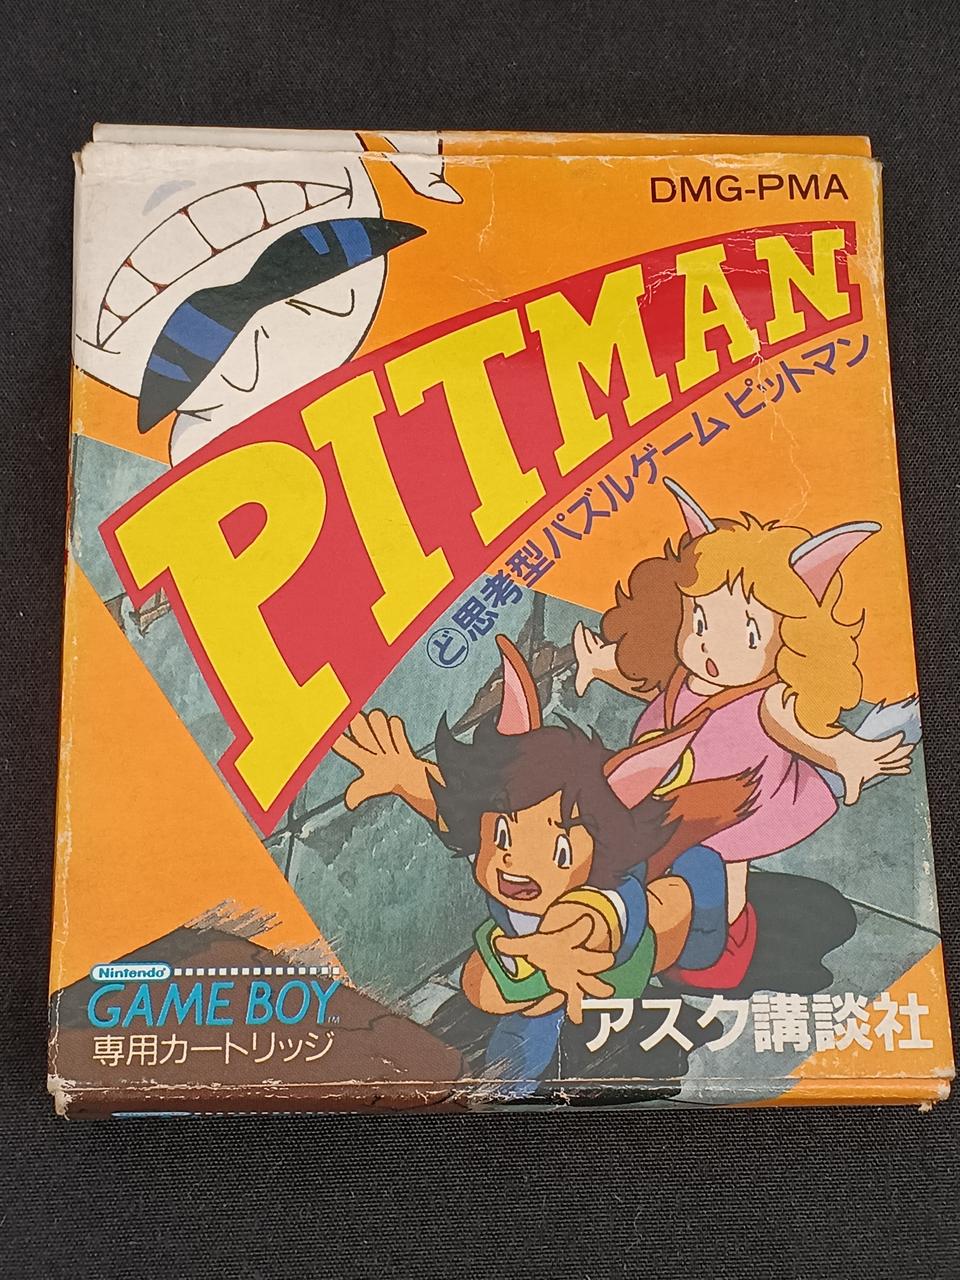 DMG-PMA
PITMAN
ど思考型パズルゲーム ピットマン
Nintendo
GAME BOY™
専用カートリッジ
アスク講談社